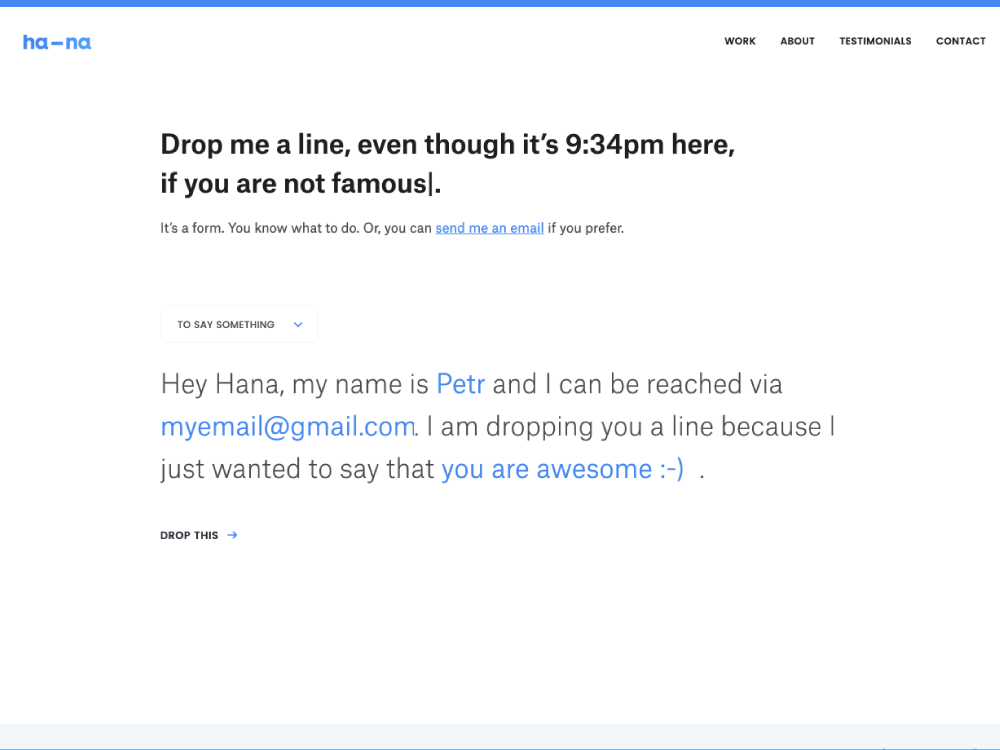 ha–na
WORK ABOUT TESTIMONIALS CONTACT
Drop me a line, even though it’s 9:34pm here,
if you are not famous|.
It’s a form. You know what to do. Or, you can send me an email if you prefer.
TO SAY SOMETHING
Hey Hana, my name is Petr and I can be reached via
myemail@gmail.com. I am dropping you a line because I
just wanted to say that you are awesome :-) .
DROP THIS →